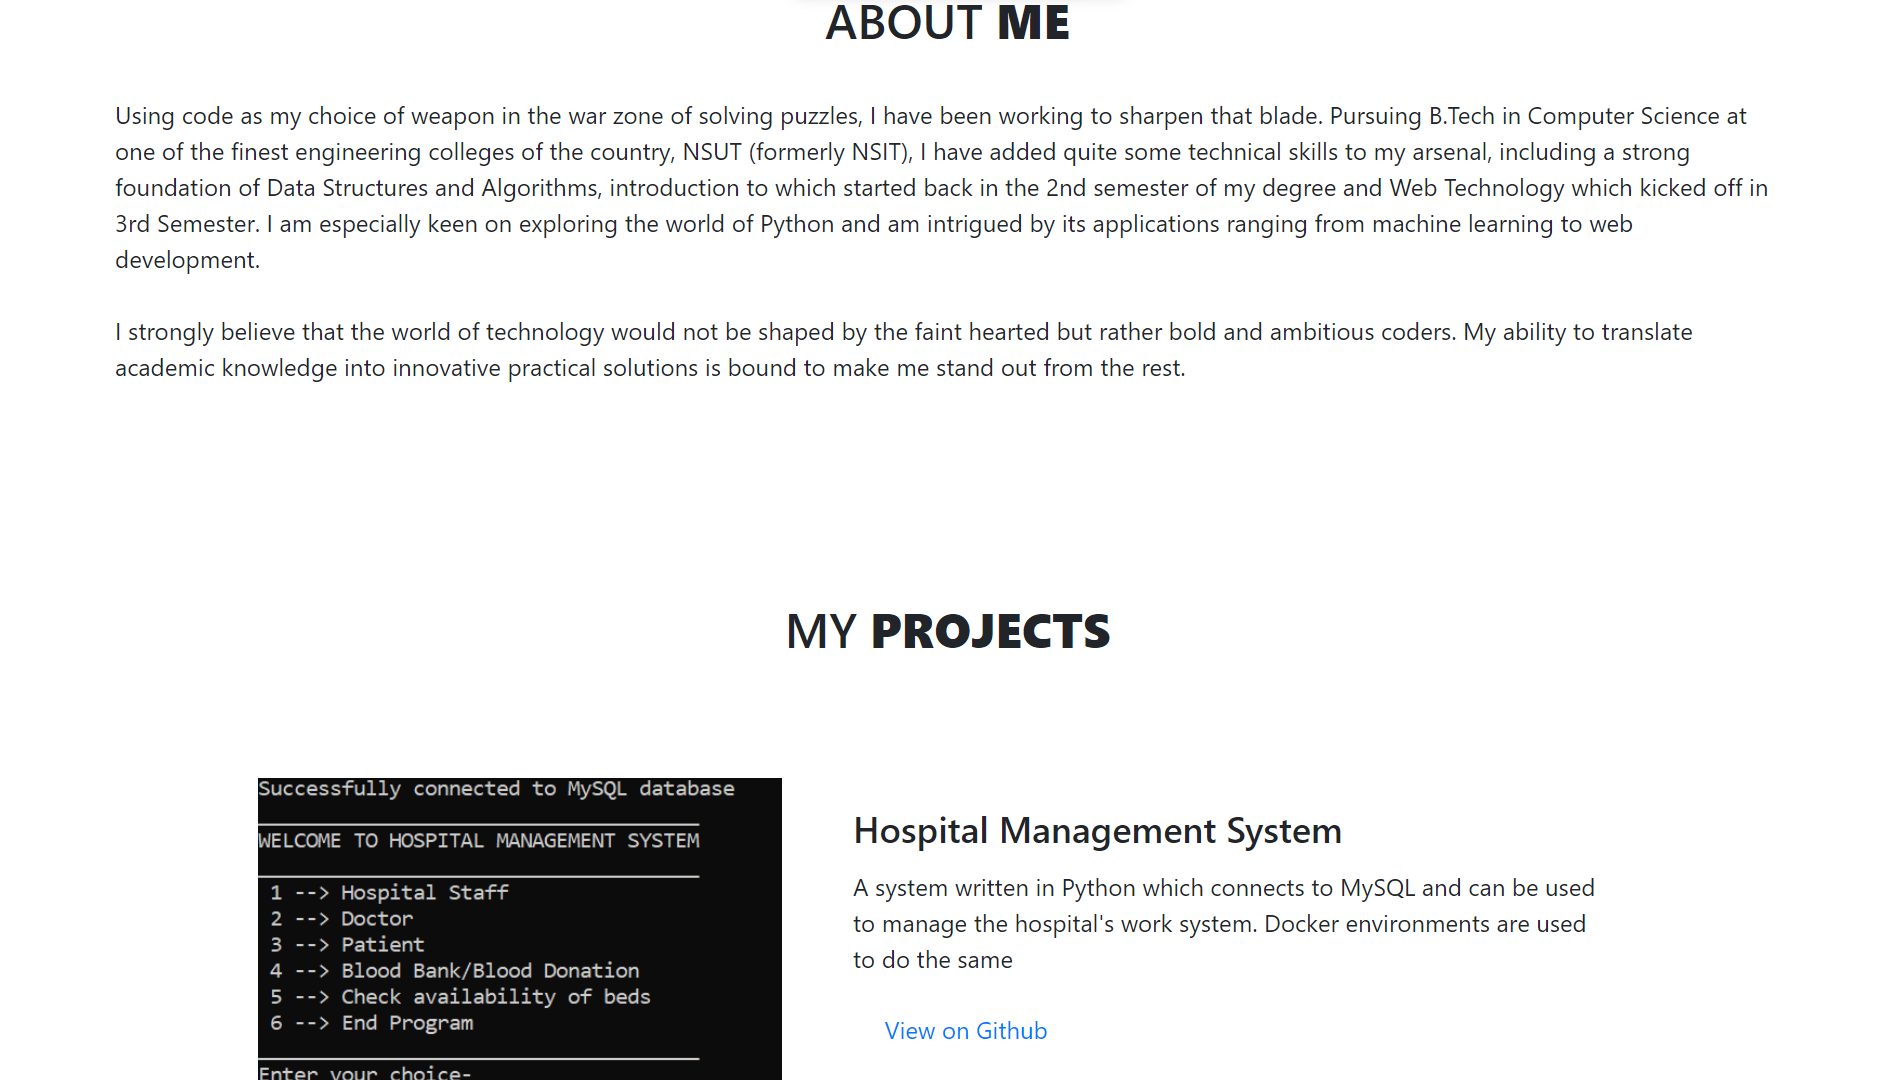 ABOUT ME
Using code as my choice of weapon in the war zone of solving puzzles, I have been working to sharpen that blade. Pursuing B.Tech in Computer Science at
one of the finest engineering colleges of the country, NSUT (formerly NSIT), I have added quite some technical skills to my arsenal, including a strong
foundation of Data Structures and Algorithms, introduction to which started back in the 2nd semester of my degree and Web Technology which kicked off in
3rd Semester. I am especially keen on exploring the world of Python and am intrigued by its applications ranging from machine learning to web
development.
I strongly believe that the world of technology would not be shaped by the faint hearted but rather bold and ambitious coders. My ability to translate
academic knowledge into innovative practical solutions is bound to make me stand out from the rest.
MY PROJECTS
Successfully connected to MySQL database
WELCOME TO HOSPITAL MANAGEMENT SYSTEM
1 --> Hospital Staff
2 --> Doctor
3 --> Patient
4 --> Blood Bank/Blood Donation
5 --> Check availability of beds
6 --> End Program
Enter your choice-
Hospital Management System
A system written in Python which connects to MySQL and can be used
to manage the hospital's work system. Docker environments are used
to do the same
View on Github